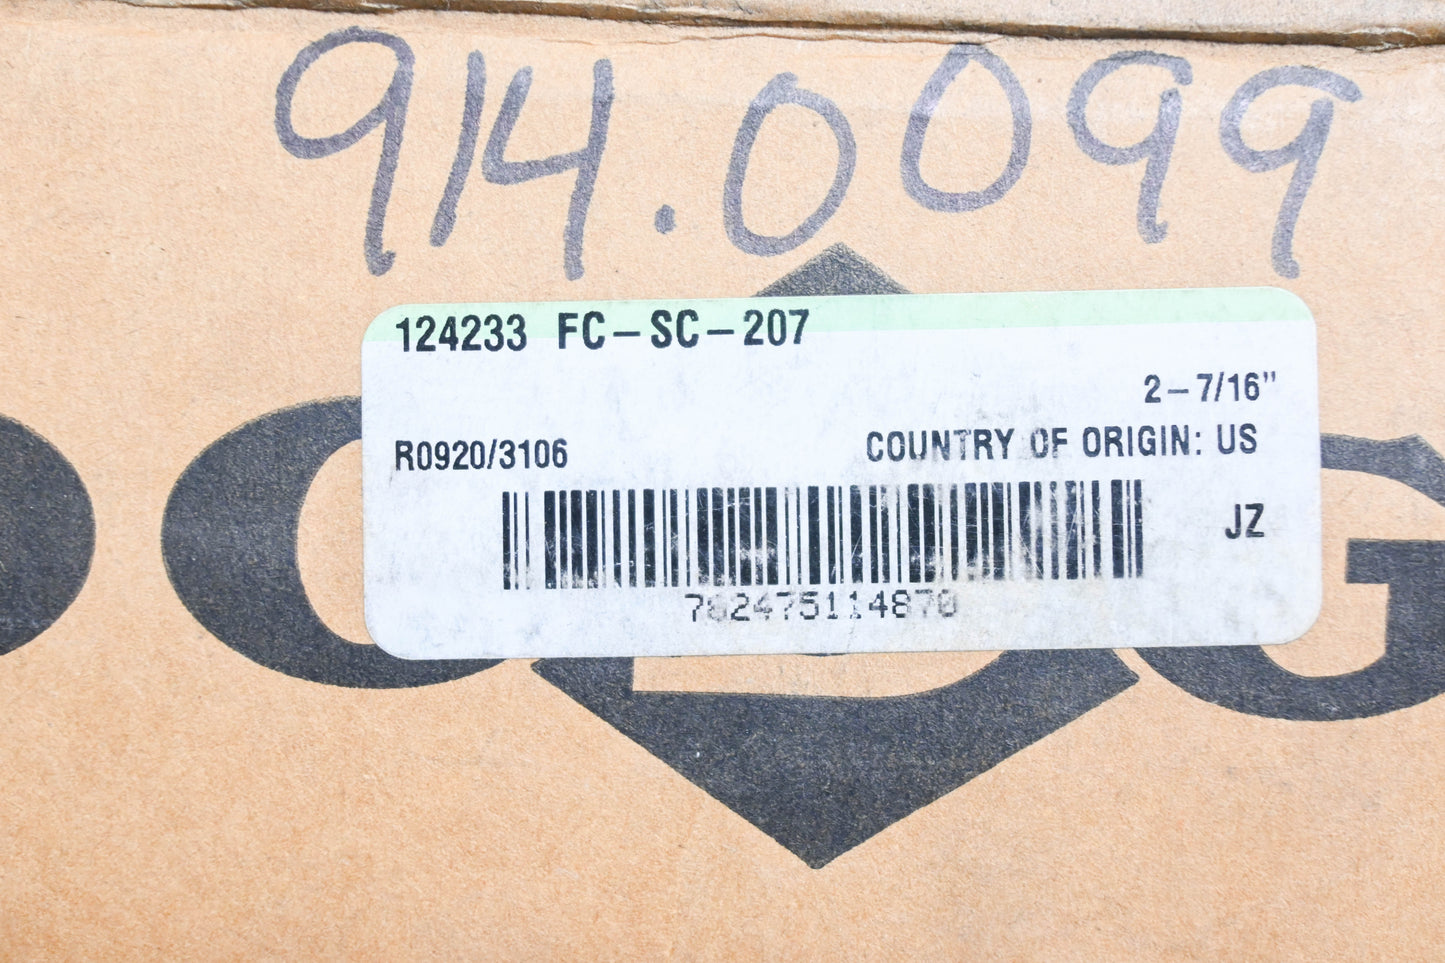 914.0099
124233 FC-SC-207
2-7/16"
R0920/3106 COUNTRY OF ORIGIN: US
JZ
782475114870